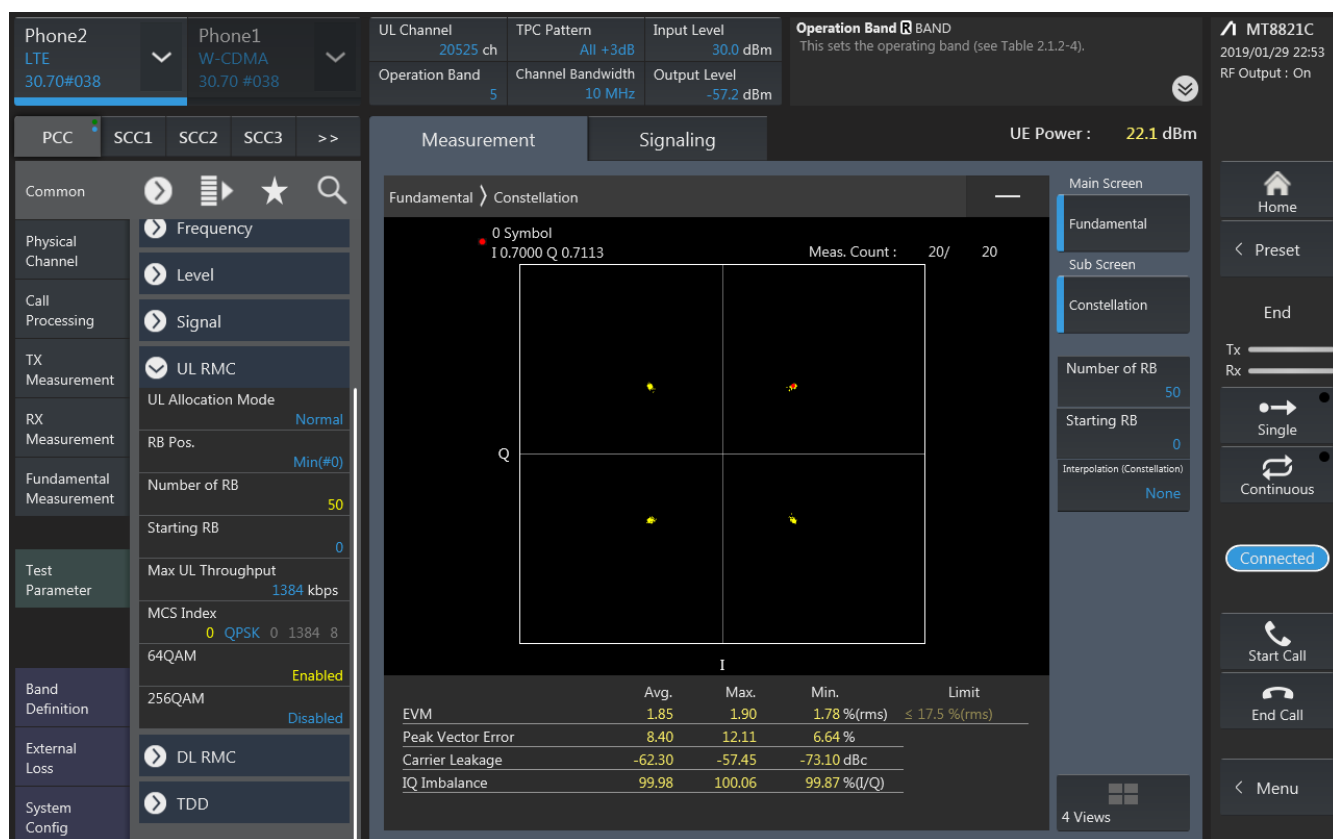 Phone2
LTE
30.70#038
Phone1
W-CDMA
30.70 #038
UL Channel
20525 ch
TPC Pattern
All +3dB
Input Level
30.0 dBm
Operation Band
5
Channel Bandwidth
10 MHz
Output Level
-57.2 dBm
Operation Band R BAND
This sets the operating band (see Table 2.1.2-4).
MT8821C
2019/01/29 22:53
RF Output : On
PCC SCC1 SCC2 SCC3 >>
Measurement
Signaling
UE Power : 22.1 dBm
Common
Physical
Channel
Call
Processing
TX
Measurement
RX
Measurement
Fundamental
Measurement
Test
Parameter
Band
Definition
External
Loss
System
Config
Frequency
Level
Signal
UL RMC
UL Allocation Mode
Normal
RB Pos.
Min(#0)
Number of RB
50
Starting RB
0
Max UL Throughput
1384 kbps
MCS Index
0 QPSK 0 1384 8
64QAM
Enabled
256QAM
Disabled
DL RMC
TDD
Fundamental 〉 Constellation
0 Symbol
I 0.7000 Q 0.7113
Meas. Count : 20/ 20
Q
I
Avg. Max. Min. Limit
EVM 1.85 1.90 1.78 %(rms) ≤ 17.5 %(rms)
Peak Vector Error 8.40 12.11 6.64 %
Carrier Leakage -62.30 -57.45 -73.10 dBc
IQ Imbalance 99.98 100.06 99.87 %(I/Q)
Main Screen
Fundamental
Sub Screen
Constellation
Number of RB
50
Starting RB
0
Interpolation (Constellation)
None
4 Views
Home
< Preset
End
Tx
Rx
Single
Continuous
Connected
Start Call
End Call
< Menu